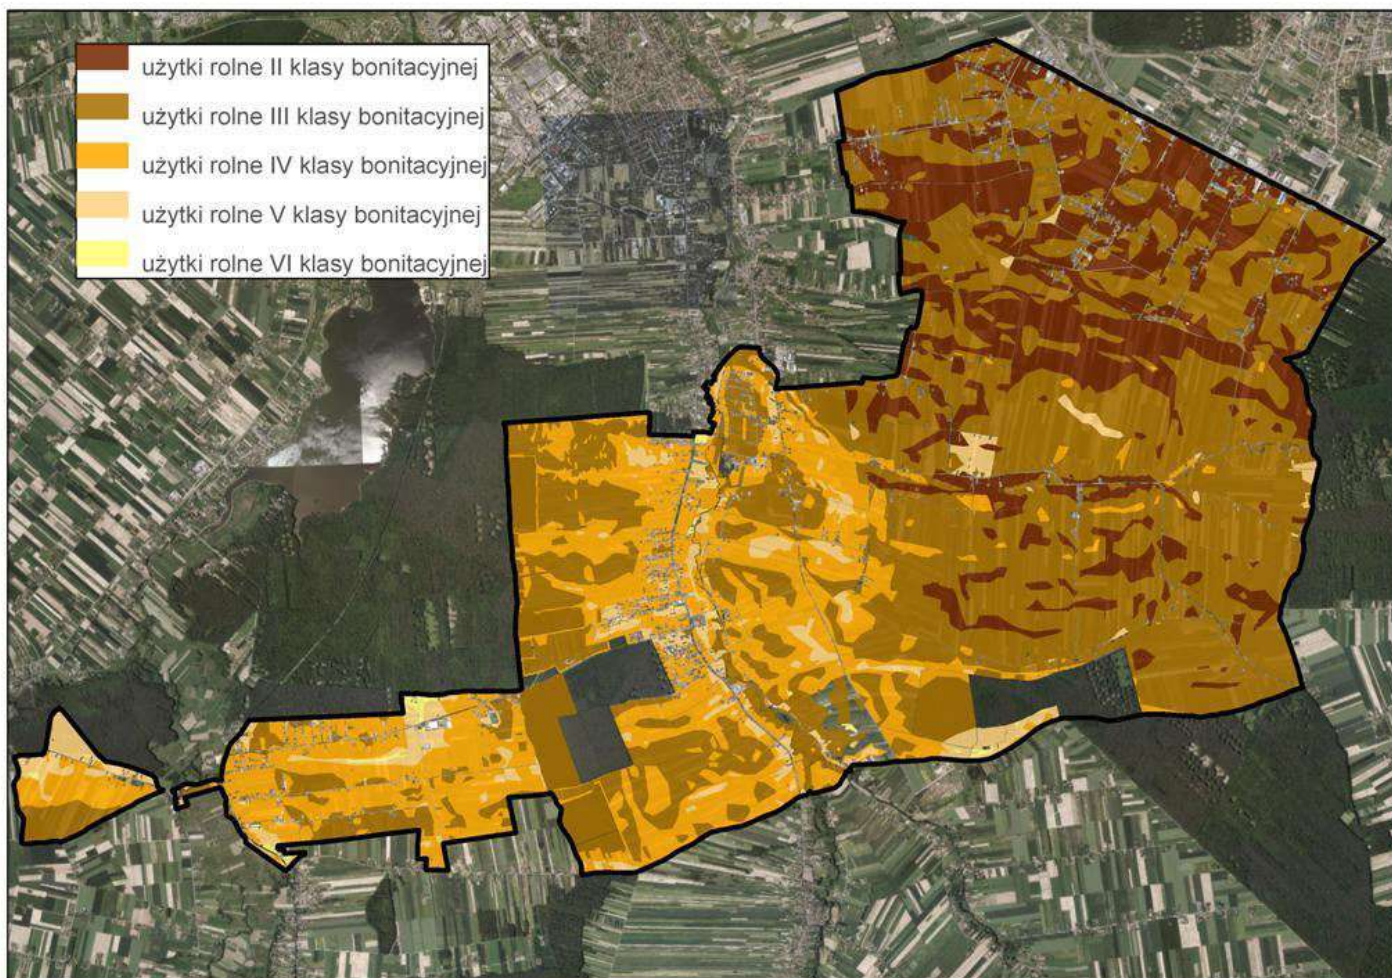 użytki rolne II klasy bonitacyjnej
użytki rolne III klasy bonitacyjnej
użytki rolne IV klasy bonitacyjnej
użytki rolne V klasy bonitacyjnej
użytki rolne VI klasy bonitacyjnej